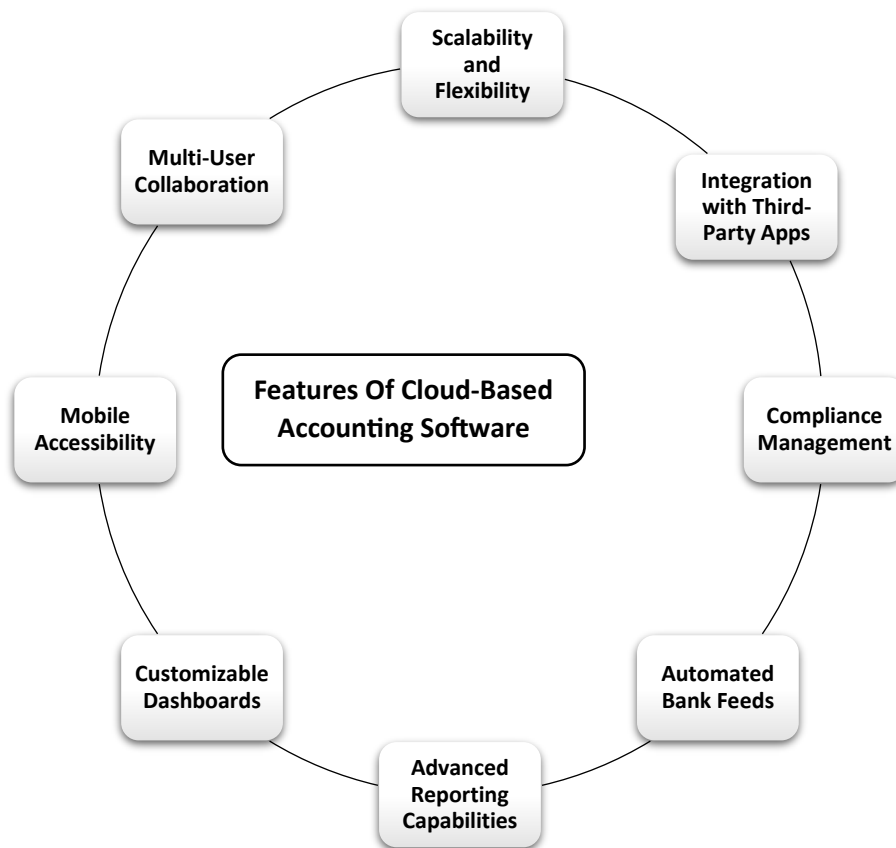 Scalability
and
Flexibility
Integration
with Third-
Party Apps
Compliance
Management
Automated
Bank Feeds
Advanced
Reporting
Capabilities
Customizable
Dashboards
Mobile
Accessibility
Multi-User
Collaboration
Features Of Cloud-Based
Accounting Software